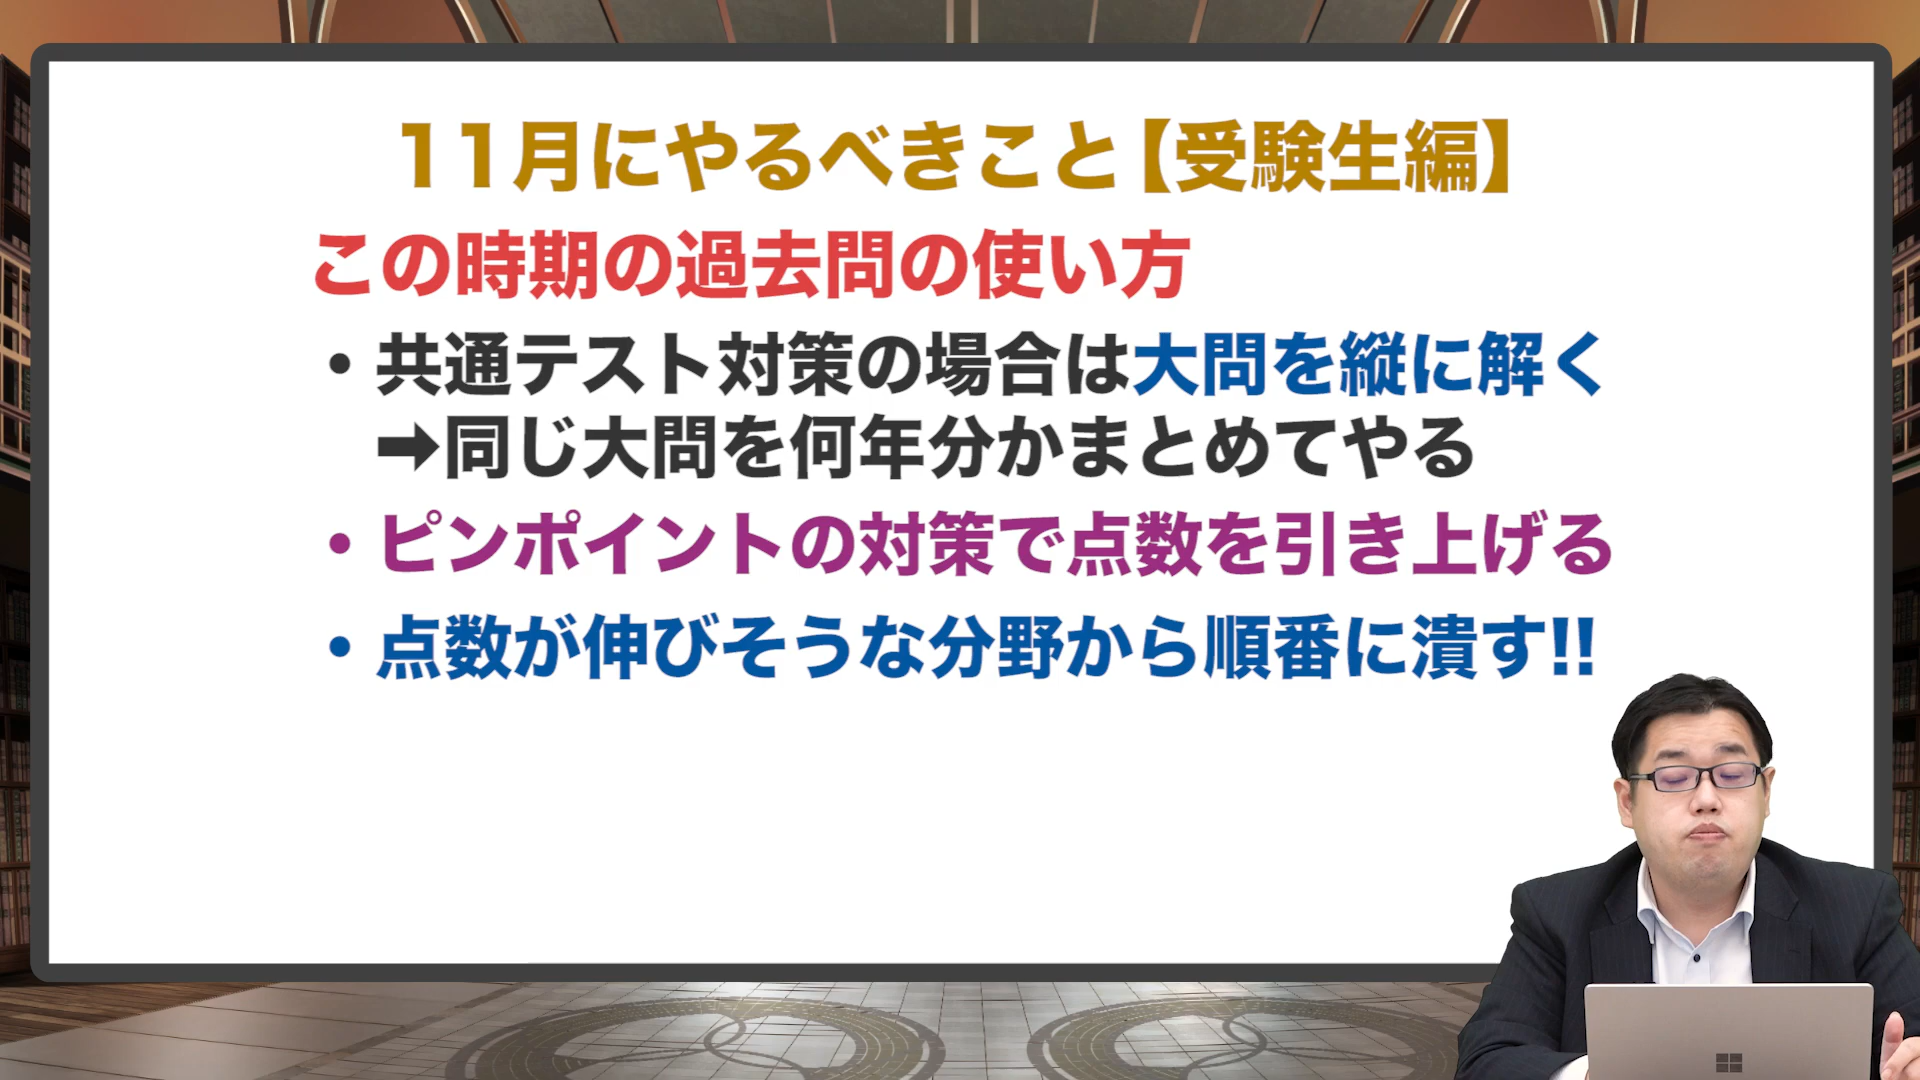 11月にやるべきこと【受験生編】
この時期の過去問の使い方
・共通テスト対策の場合は大問を縦に解く
➡同じ大問を何年分かまとめてやる
・ピンポイントの対策で点数を引き上げる
・点数が伸びそうな分野から順番に潰す!!